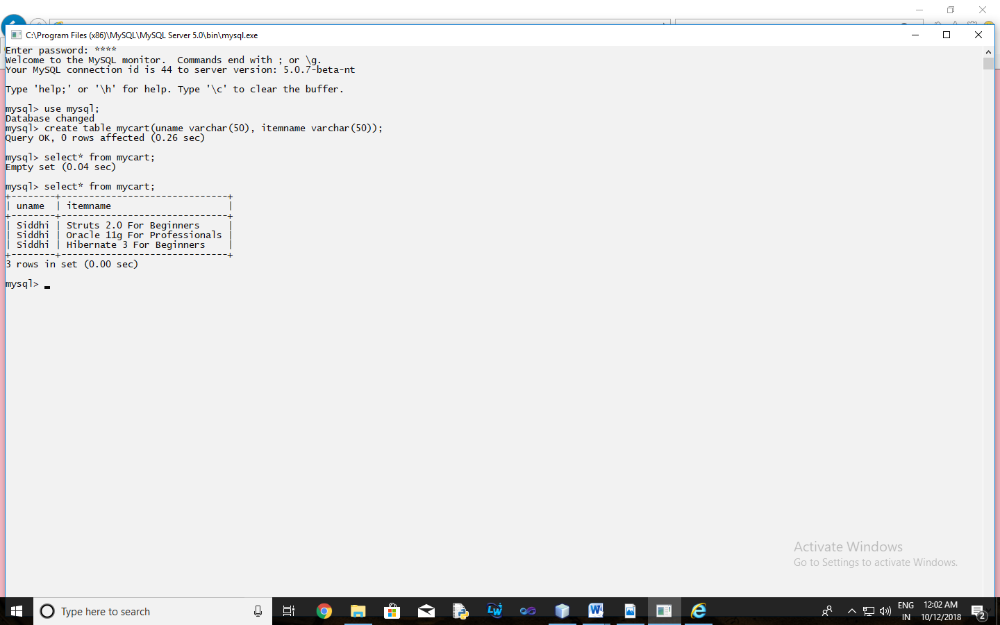 C:\Program Files (x86)\MySQL\MySQL Server 5.0\bin\mysql.exe
Enter password: ****
Welcome to the MySQL monitor.  Commands end with ; or \g.
Your MySQL connection id is 44 to server version: 5.0.7-beta-nt
Type 'help;' or '\h' for help. Type '\c' to clear the buffer.
mysql> use mysql;
Database changed
mysql> create table mycart(uname varchar(50), itemname varchar(50));
Query OK, 0 rows affected (0.26 sec)
mysql> select* from mycart;
Empty set (0.04 sec)
mysql> select* from mycart;
+--------+------------------------------+
| uname  | itemname                     |
+--------+------------------------------+
| Siddhi | Struts 2.0 For Beginners     |
| Siddhi | Oracle 11g For Professionals |
| Siddhi | Hibernate 3 For Beginners    |
+--------+------------------------------+
3 rows in set (0.00 sec)
mysql>
Activate Windows
Go to Settings to activate Windows.
Type here to search
LW
W
ENG
IN
12:02 AM
10/12/2018
2